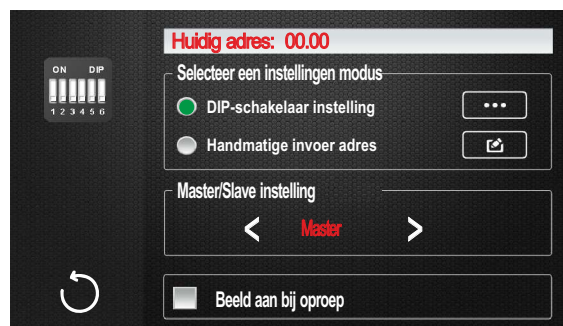 Huidig adres: 00.00
ON DIP
1 2 3 4 5 6
Selecteer een instellingen modus
DIP-schakelaar instelling
Handmatige invoer adres
Master/Slave instelling
< Master >
Beeld aan bij oproep